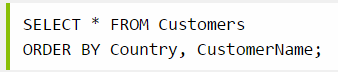 SELECT * FROM Customers
ORDER BY Country, CustomerName;